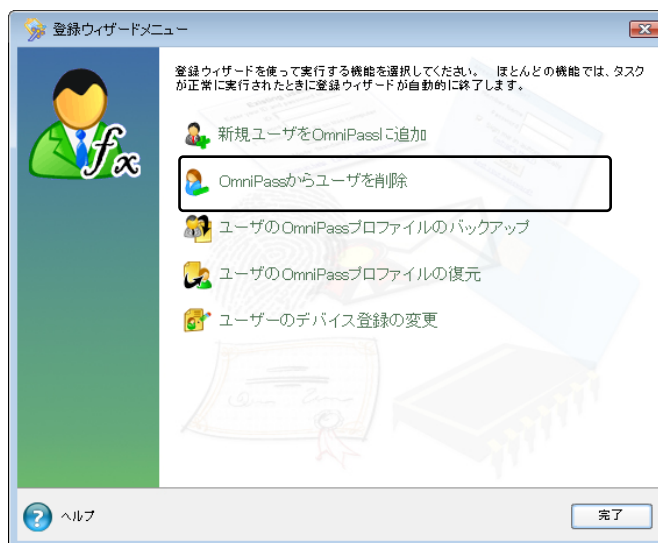 登録ウィザードメニュー
登録ウィザードを使って実行する機能を選択してください。 ほとんどの機能では、タスク
が正常に実行されたときに登録ウィザードが自動的に終了します。
fx
新規ユーザをOmniPassに追加
OmniPassからユーザを削除
ユーザのOmniPassプロファイルのバックアップ
ユーザのOmniPassプロファイルの復元
ユーザーのデバイス登録の変更
? ヘルプ
完了